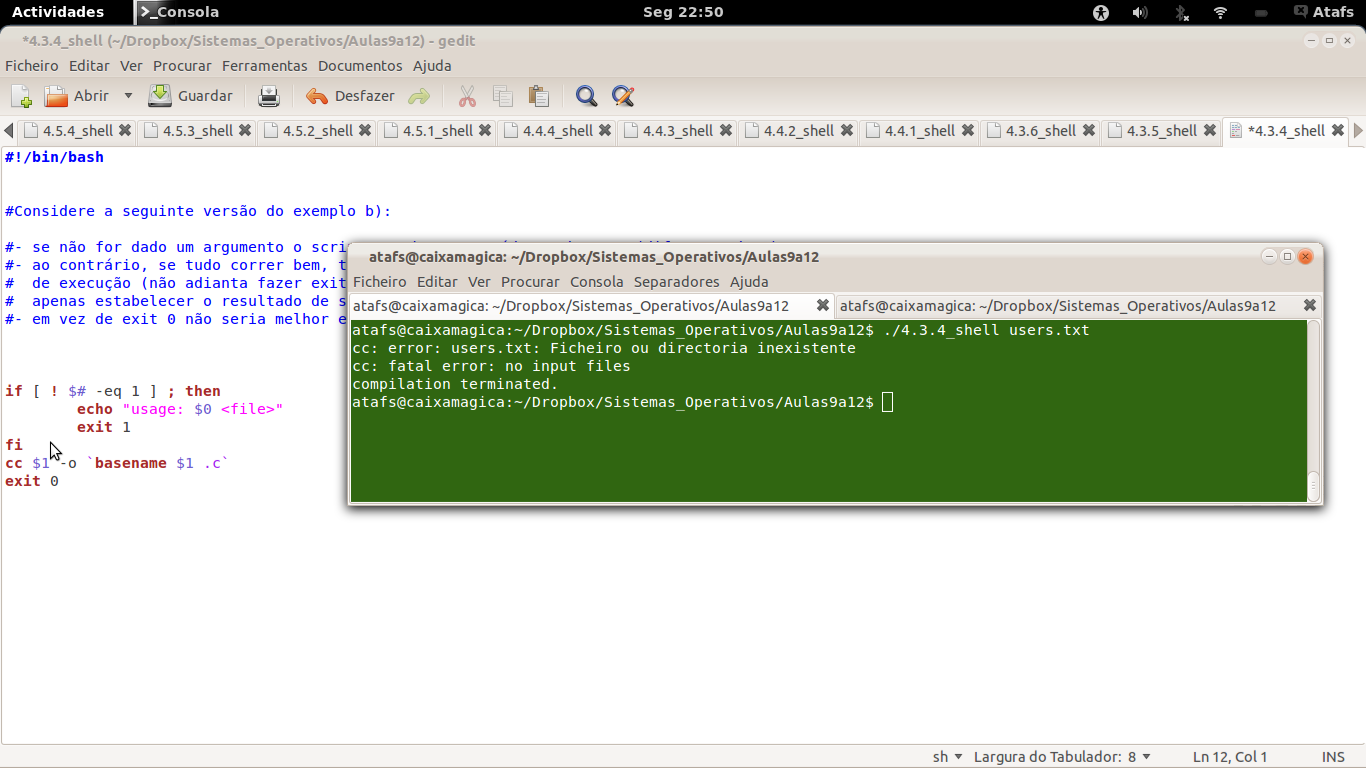 Actividades
Consola
Seg 22:50
Atafs
*4.3.4_shell (~/Dropbox/Sistemas_Operativos/Aulas9a12) - gedit
Ficheiro Editar Ver Procurar Ferramentas Documentos Ajuda
Abrir Guardar Desfazer
4.5.4_shell 4.5.3_shell 4.5.2_shell 4.5.1_shell 4.4.4_shell 4.4.3_shell 4.4.2_shell 4.4.1_shell 4.3.6_shell 4.3.5_shell *4.3.4_shell
#!/bin/bash
#Considere a seguinte versão do exemplo b):
#- se não for dado um argumento o scri
#- ao contrário, se tudo correr bem, t
#  de execução (não adianta fazer exit
#  apenas estabelecer o resultado de s
#- em vez de exit 0 não seria melhor e
if [ ! $# -eq 1 ] ; then
        echo "usage: $0 <file>"
        exit 1
fi
cc $1 -o `basename $1 .c`
exit 0
atafs@caixamagica: ~/Dropbox/Sistemas_Operativos/Aulas9a12
Ficheiro Editar Ver Procurar Consola Separadores Ajuda
atafs@caixamagica: ~/Dropbox/Sistemas_Operativos/Aulas9a12 atafs@caixamagica: ~/Dropbox/Sistemas_Operativos/Aulas9a12
atafs@caixamagica:~/Dropbox/Sistemas_Operativos/Aulas9a12$ ./4.3.4_shell users.txt
cc: error: users.txt: Ficheiro ou directoria inexistente
cc: fatal error: no input files
compilation terminated.
atafs@caixamagica:~/Dropbox/Sistemas_Operativos/Aulas9a12$
sh Largura do Tabulador: 8 Ln 12, Col 1 INS